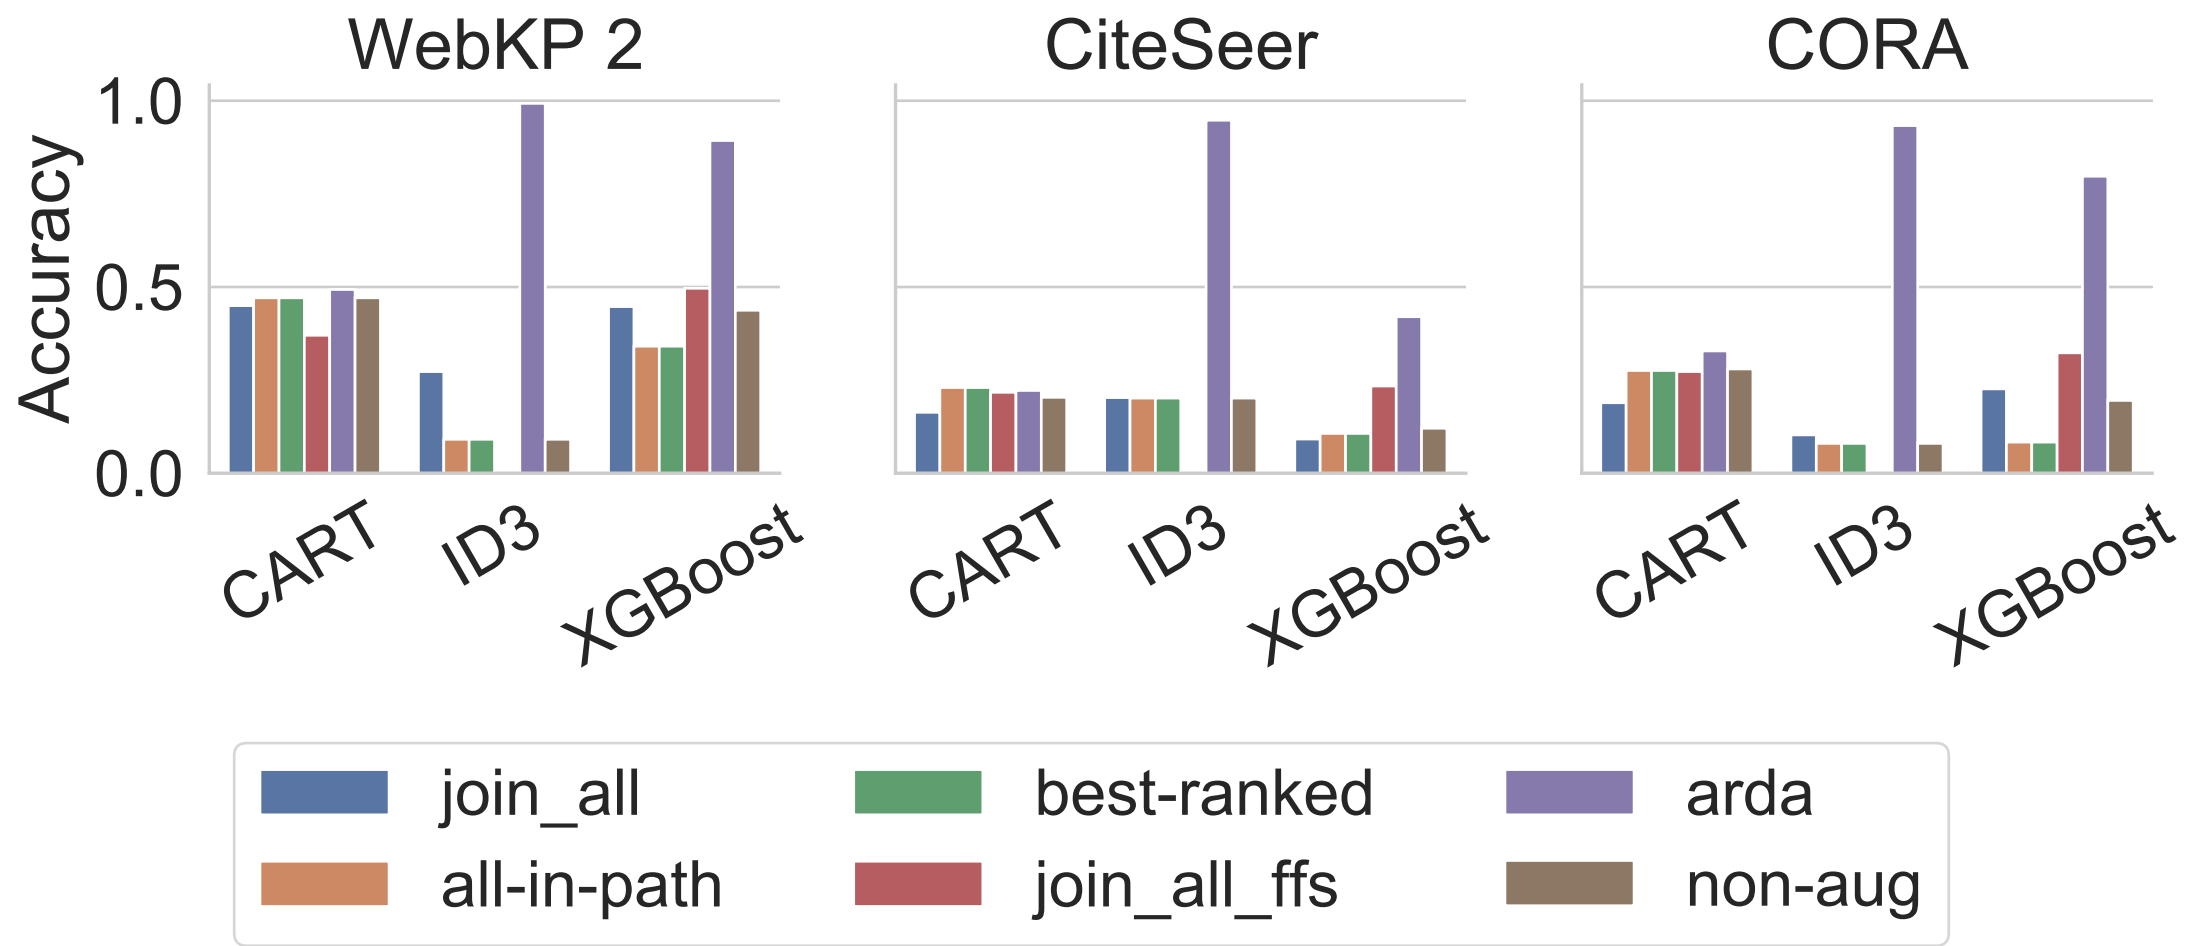 WebKP 2 CiteSeer CORA
Accuracy
1.0
0.5
0.0
CART ID3 XGBoost CART ID3 XGBoost CART ID3 XGBoost
join_all best-ranked arda
all-in-path join_all_ffs non-aug